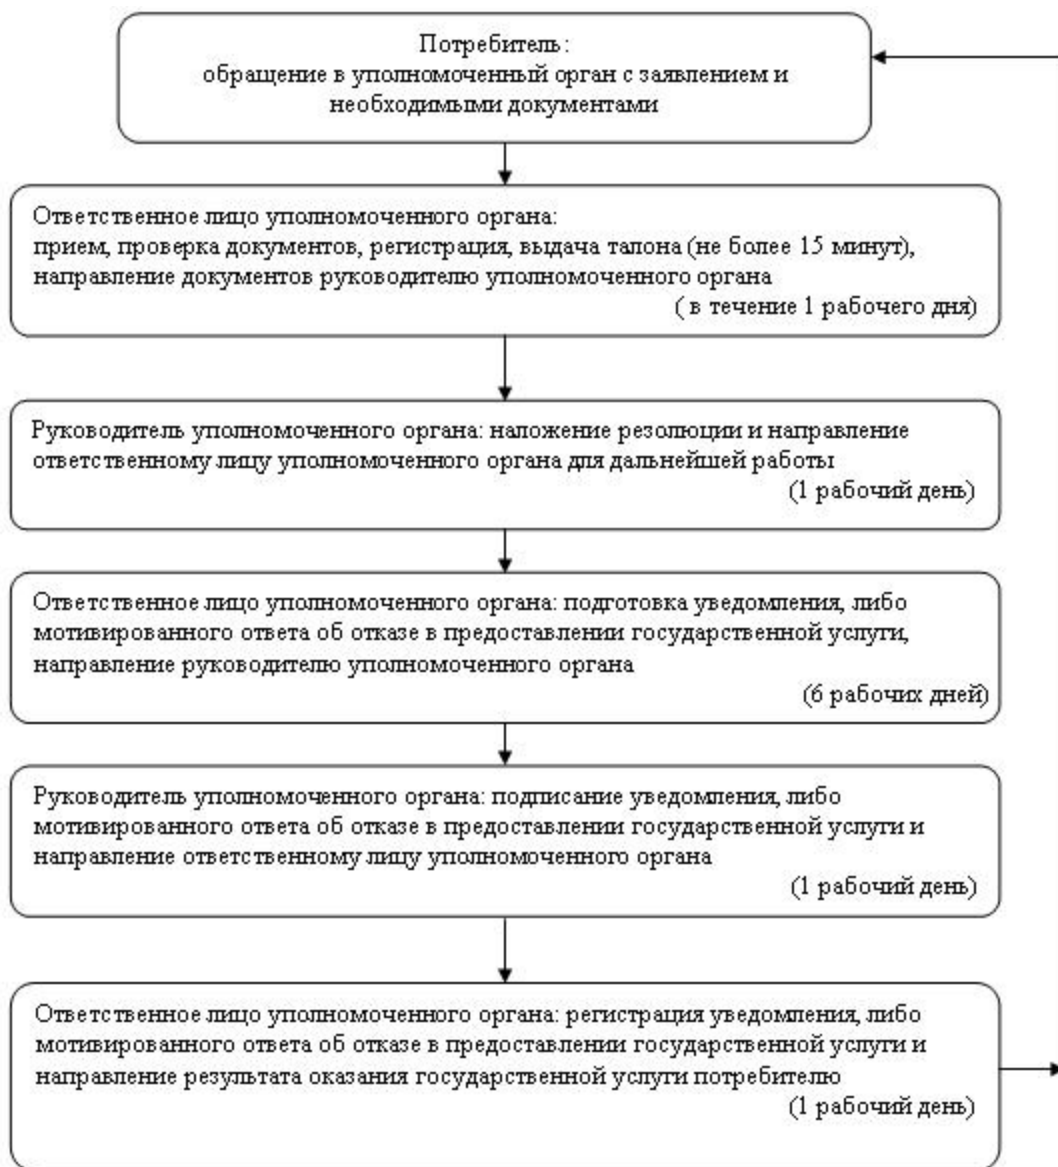 Потребитель:
обращение в уполномоченный орган с заявлением и
необходимыми документами
Ответственное лицо уполномоченного органа:
прием, проверка документов, регистрация, выдача талона (не более 15 минут),
направление документов руководителю уполномоченного органа
( в течение 1 рабочего дня)
Руководитель уполномоченного органа: наложение резолюции и направление
ответственному лицу уполномоченного органа для дальнейшей работы
(1 рабочий день)
Ответственное лицо уполномоченного органа: подготовка уведомления, либо
мотивированного ответа об отказе в предоставлении государственной услуги,
направление руководителю уполномоченного органа
(6 рабочих дней)
Руководитель уполномоченного органа: подписание уведомления, либо
мотивированного ответа об отказе в предоставлении государственной услуги и
направление ответственному лицу уполномоченного органа
(1 рабочий день)
Ответственное лицо уполномоченного органа: регистрация уведомления, либо
мотивированного ответа об отказе в предоставлении государственной услуги и
направление результата оказания государственной услуги потребителю
(1 рабочий день)